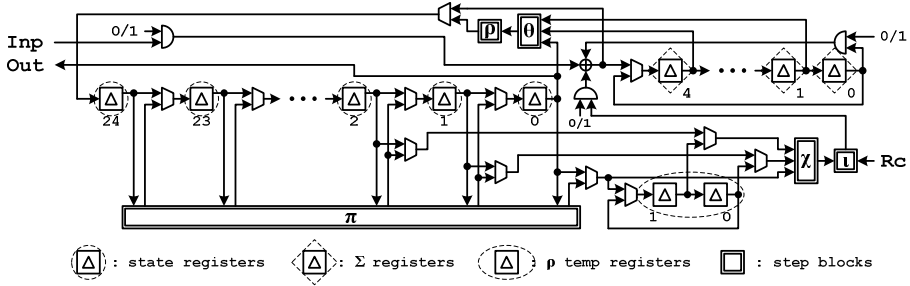 0/1
ρ
θ
0/1
Inp
Out
4
1
0
Δ Δ Δ
24
23
2
1
0
Δ Δ Δ Δ Δ
0/1
χ
ι
Rc
Δ Δ
1
0
π
Δ : state registers
Δ : Σ registers
Δ : ρ temp registers
: step blocks